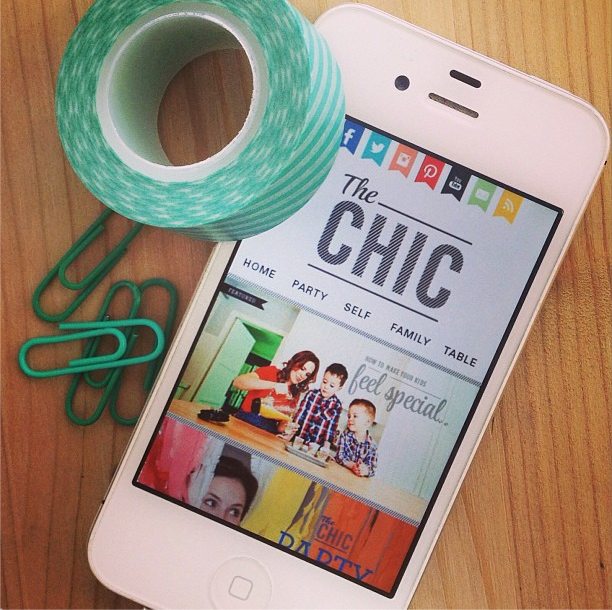 The
CHIC
HOME PARTY SELF FAMILY TABLE
FEATURED
HOW TO MAKE YOUR KIDS
feel special...
The
CHIC
PARTY